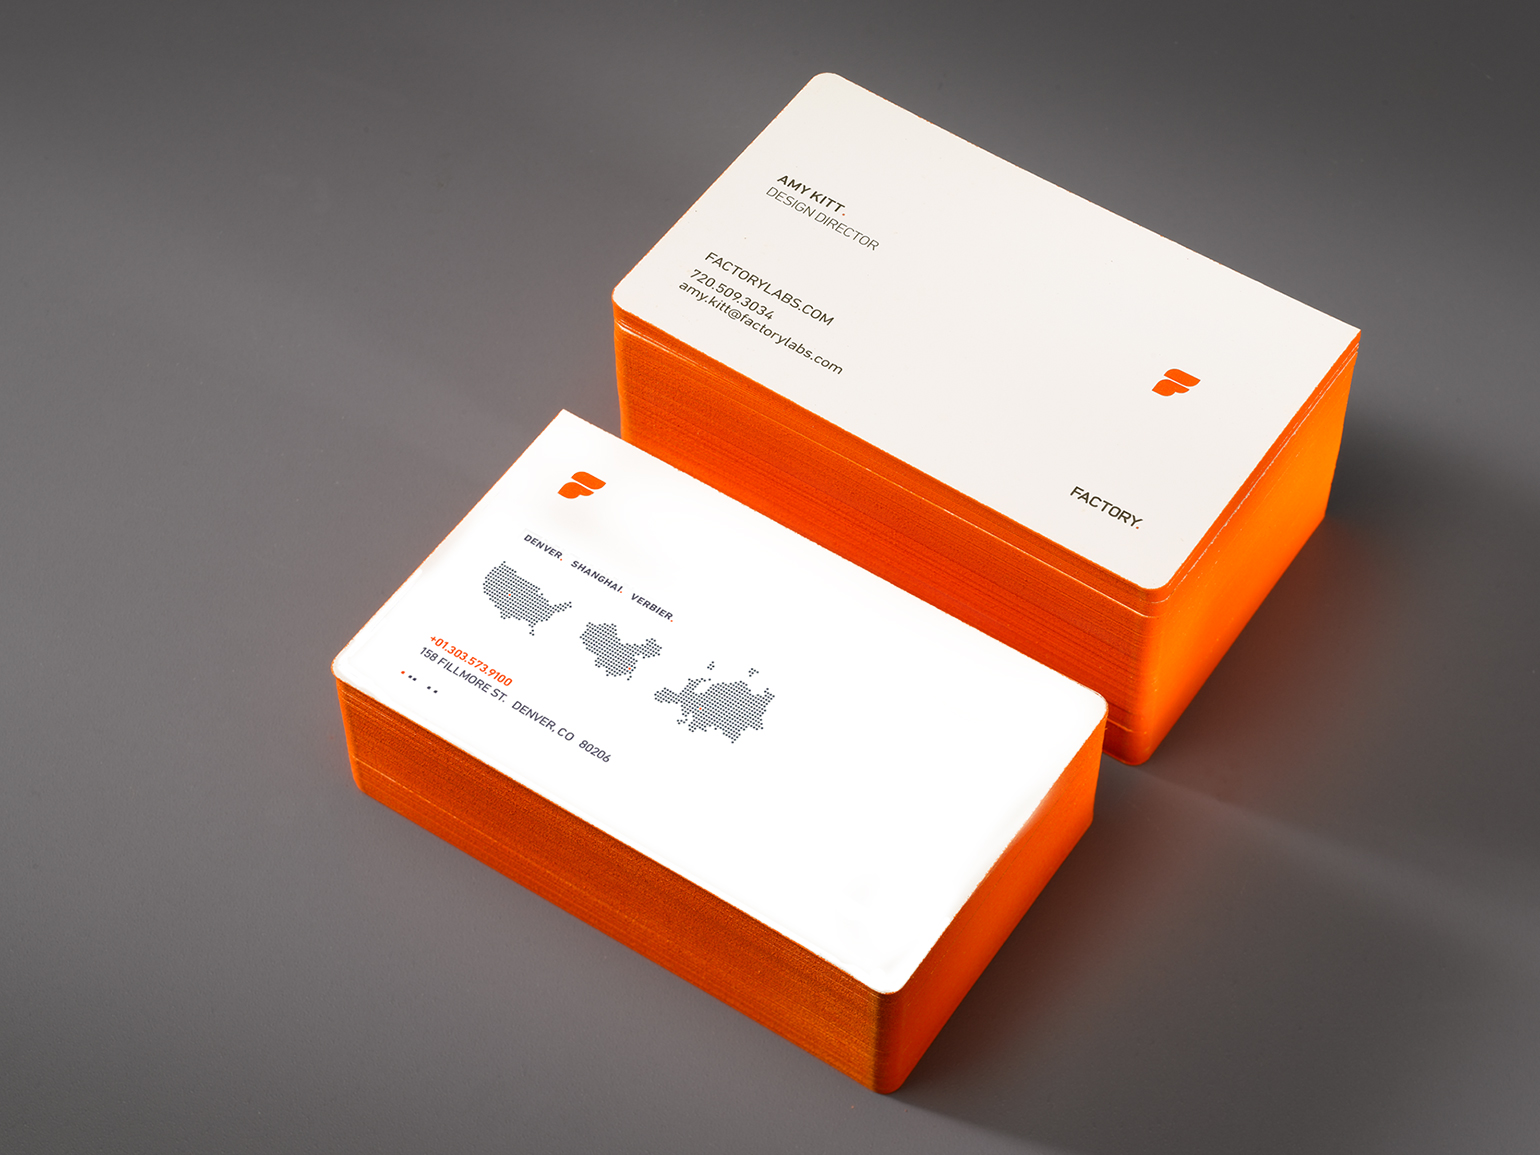 AMY KITT.
DESIGN DIRECTOR
FACTORYLABS.COM
720.509.3034
amy.kitt@factorylabs.com
FACTORY.
DENVER. SHANGHAI. VERBIER.
+01.303.573.9100
158 FILLMORE ST. DENVER, CO 80206